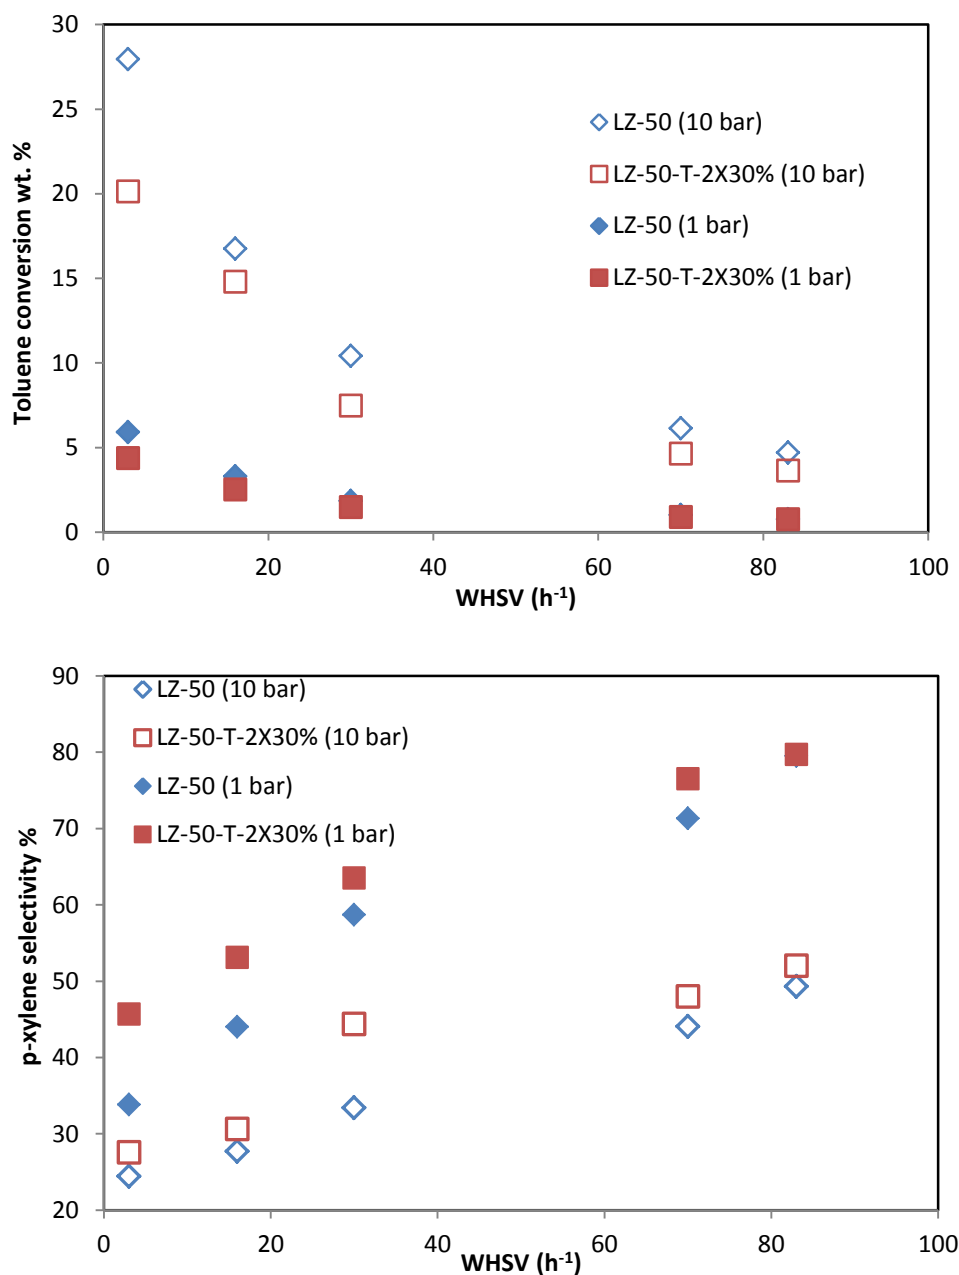 30
25
20
15
10
5
0
Toluene conversion wt. %
LZ-50 (10 bar)
LZ-50-T-2X30% (10 bar)
LZ-50 (1 bar)
LZ-50-T-2X30% (1 bar)
0 20 40 60 80 100
WHSV (h⁻¹)
90
80
70
60
50
40
30
20
p-xylene selectivity %
LZ-50 (10 bar)
LZ-50-T-2X30% (10 bar)
LZ-50 (1 bar)
LZ-50-T-2X30% (1 bar)
0 20 40 60 80 100
WHSV (h⁻¹)